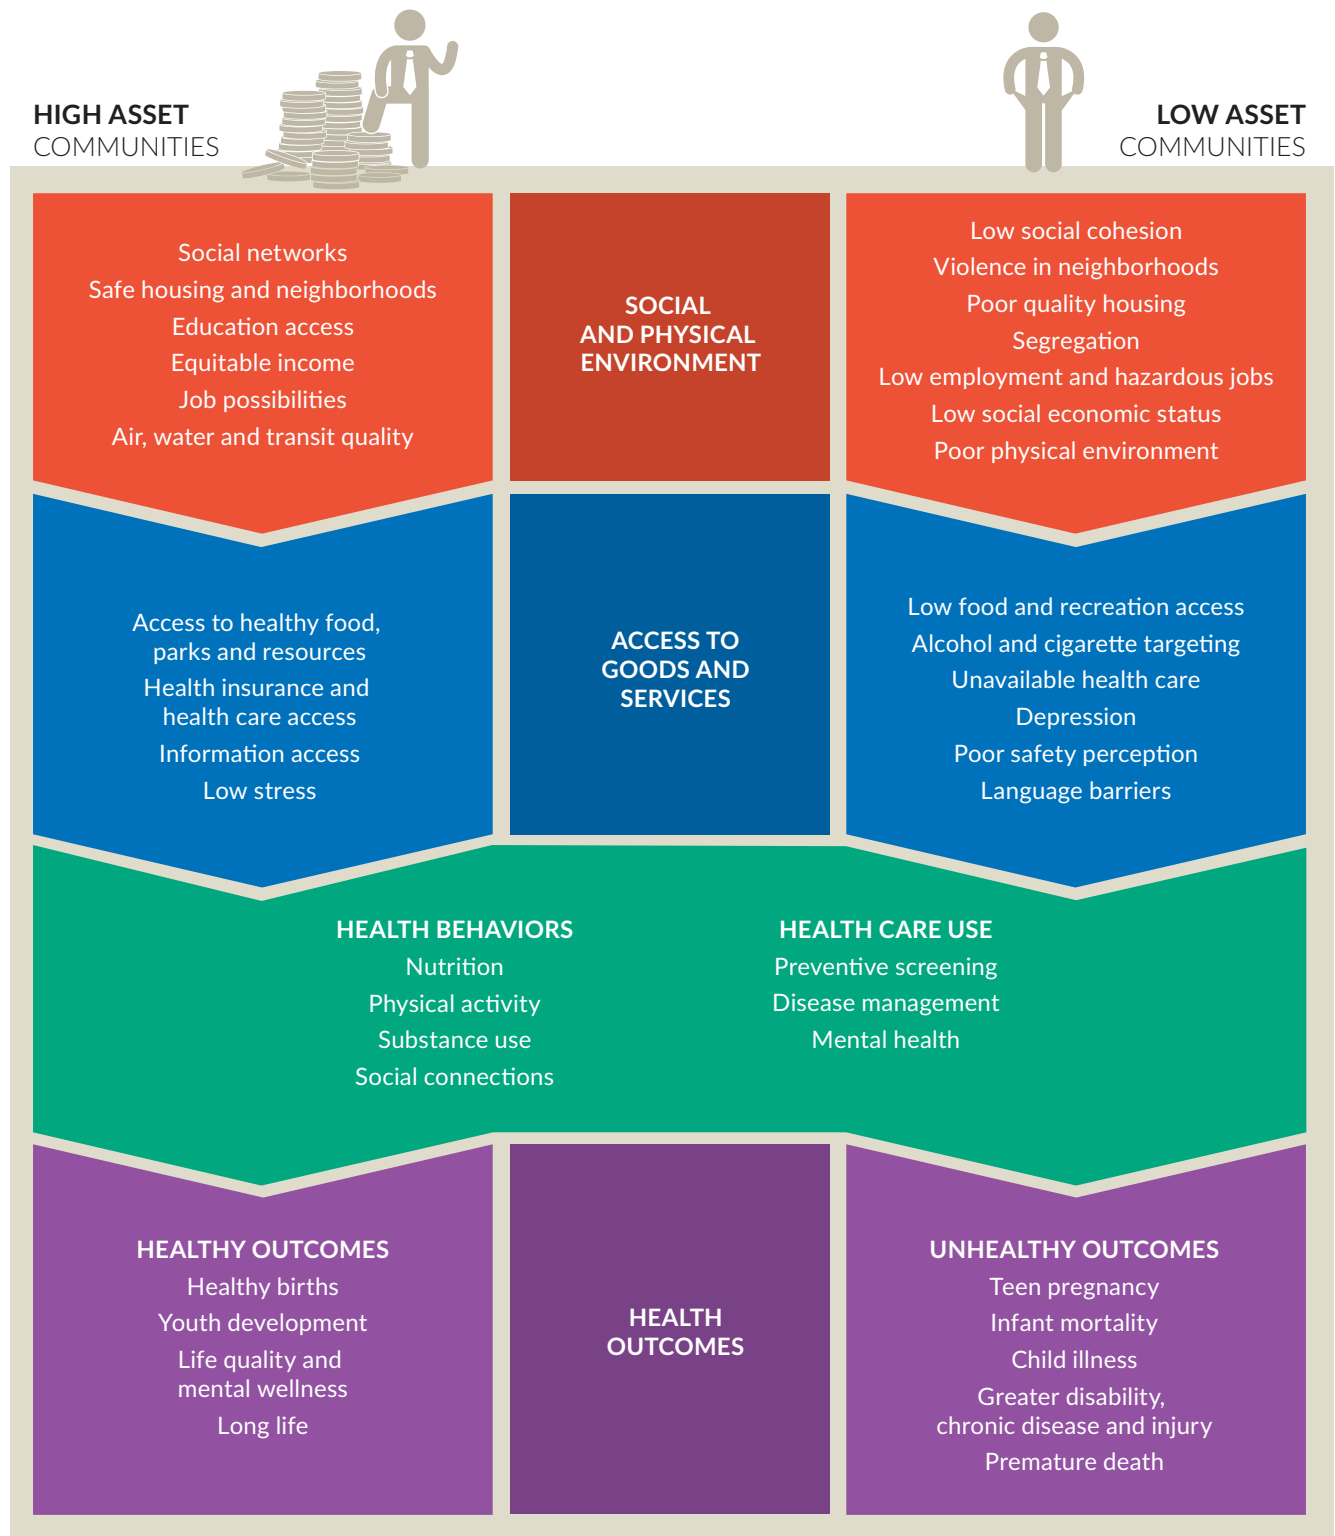 HIGH ASSET
COMMUNITIES
LOW ASSET
COMMUNITIES
Social networks
Safe housing and neighborhoods
Education access
Equitable income
Job possibilities
Air, water and transit quality
SOCIAL
AND PHYSICAL
ENVIRONMENT
Low social cohesion
Violence in neighborhoods
Poor quality housing
Segregation
Low employment and hazardous jobs
Low social economic status
Poor physical environment
Access to healthy food,
parks and resources
Health insurance and
health care access
Information access
Low stress
ACCESS TO
GOODS AND
SERVICES
Low food and recreation access
Alcohol and cigarette targeting
Unavailable health care
Depression
Poor safety perception
Language barriers
HEALTH BEHAVIORS
Nutrition
Physical activity
Substance use
Social connections
HEALTH CARE USE
Preventive screening
Disease management
Mental health
HEALTHY OUTCOMES
Healthy births
Youth development
Life quality and
mental wellness
Long life
HEALTH
OUTCOMES
UNHEALTHY OUTCOMES
Teen pregnancy
Infant mortality
Child illness
Greater disability,
chronic disease and injury
Premature death